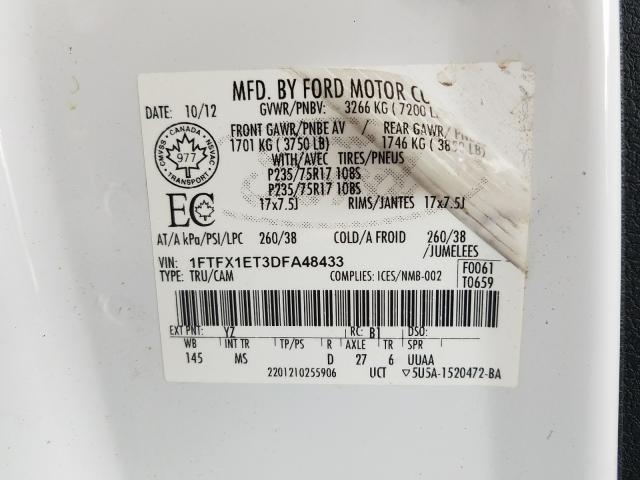 MFD. BY FORD MOTOR CO
DATE: 10/12 GVWR/PNBV: 3266 KG ( 7200 L
FRONT GAWR/PNBE AV / REAR GAWR/
1701 KG ( 3750 LB) 1746 KG ( 3850 LB)
CMVSS - CANADA - NSVAC
977
TRANSPORT
WITH/AVEC TIRES/PNEUS
P235/75R17 108S
P235/75R17 108S
17x7.5J RIMS/JANTES 17x7.5J
EC
AT/A kPa/PSI/LPC 260/38 COLD/A FROID 260/38
/JUMELEES
VIN: 1FTFX1ET3DFA48433
TYPE: TRU/CAM COMPLIES: ICES/NMB-002
F0061
T0659
EXT PNT: YZ RC: B1 DSO:
WB INT TR TP/PS R AXLE TR SPR
145 MS D 27 6 UUAA
2201210255906 UCT ▽5U5A-1520472-BA